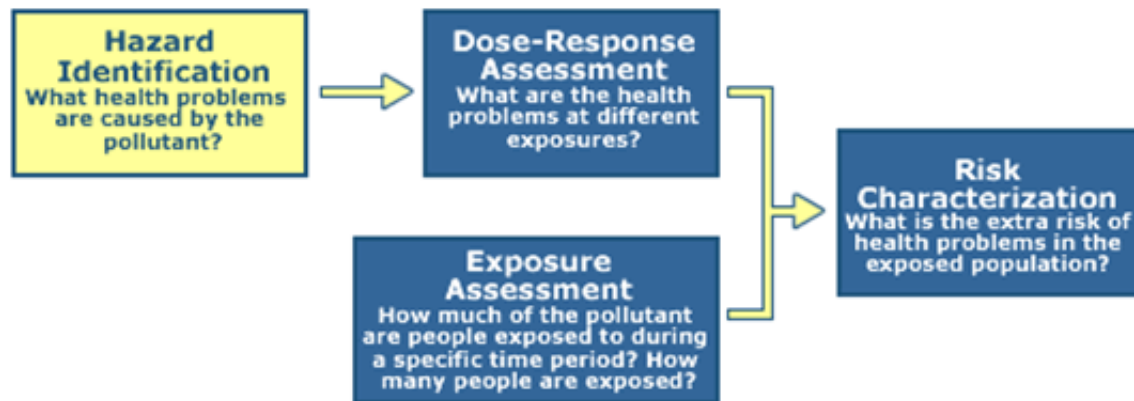 Hazard
Identification
What health problems
are caused by the
pollutant?
Dose-Response
Assessment
What are the health
problems at different
exposures?
Exposure
Assessment
How much of the pollutant
are people exposed to during
a specific time period? How
many people are exposed?
Risk
Characterization
What is the extra risk of
health problems in the
exposed population?